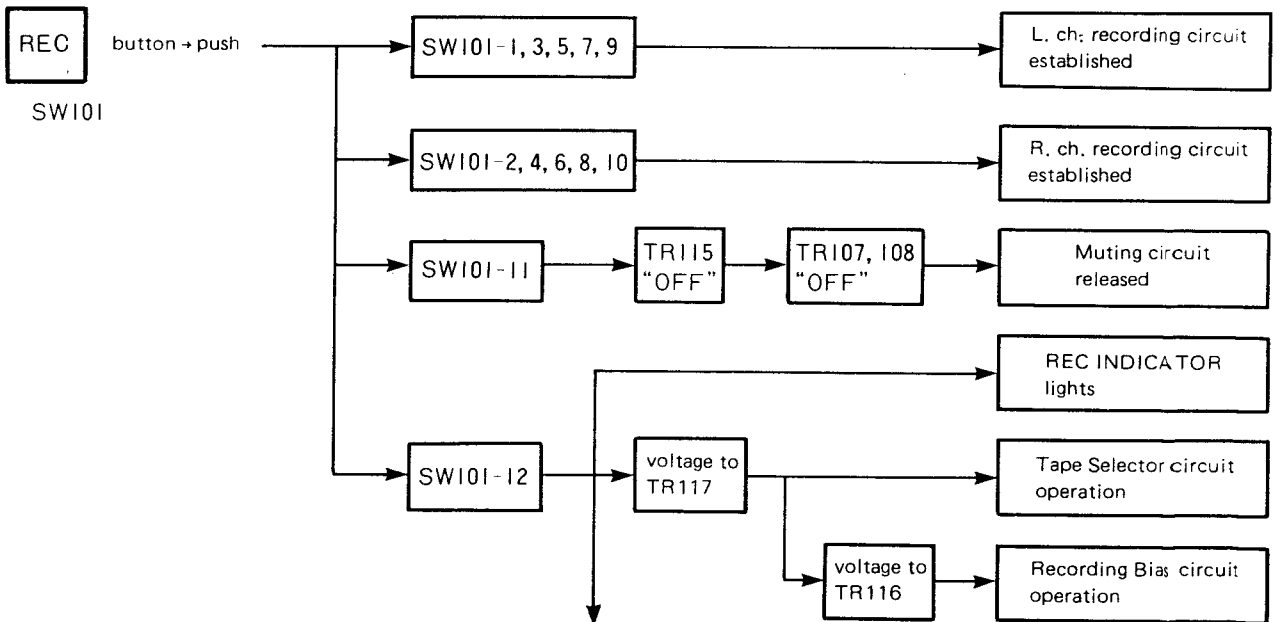 REC
button → push
SW101
SW101-1, 3, 5, 7, 9
L. ch; recording circuit
established
SW101-2, 4, 6, 8, 10
R. ch. recording circuit
established
SW101-11
TR115
"OFF"
TR107, 108
"OFF"
Muting circuit
released
REC INDICATOR
lights
SW101-12
voltage to
TR117
Tape Selector circuit
operation
voltage to
TR116
Recording Bias circuit
operation